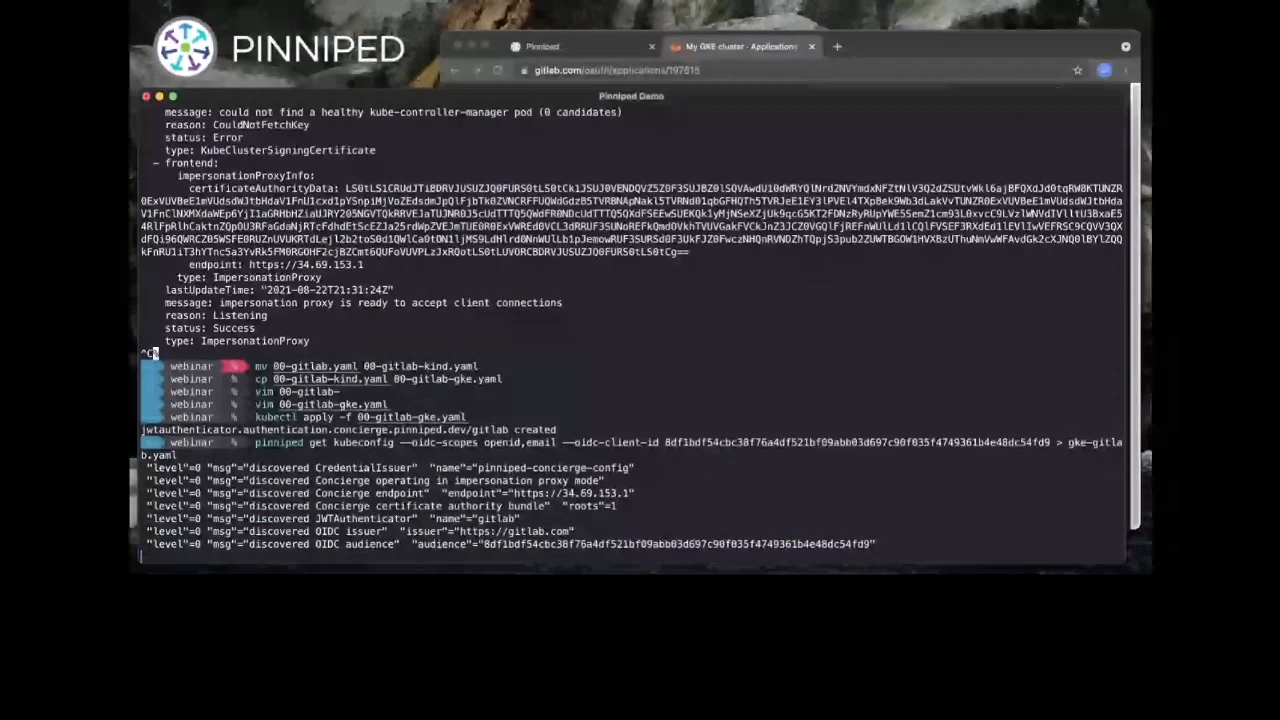 PINNIPED
Pinniped
My GKE cluster · Applications
gitlab.com/oauth/applications/197615
Pinniped Demo
message: could not find a healthy kube-controller-manager pod (0 candidates)
reason: CouldNotFetchKey
status: Error
type: KubeClusterSigningCertificate
- frontend:
impersonationProxyInfo:
certificateAuthorityData:
endpoint: https://34.69.153.1
type: ImpersonationProxy
lastUpdateTime: "2021-08-22T21:31:24Z"
message: impersonation proxy is ready to accept client connections
reason: Listening
status: Success
type: ImpersonationProxy
^C%
webinar % mv 00-gitlab.yaml 00-gitlab-kind.yaml
webinar % cp 00-gitlab-kind.yaml 00-gitlab-gke.yaml
webinar % vim 00-gitlab-
webinar % vim 00-gitlab-gke.yaml
webinar % kubectl apply -f 00-gitlab-gke.yaml
jwtauthenticator.authentication.concierge.pinniped.dev/gitlab created
webinar % pinniped get kubeconfig --oidc-scopes openid,email --oidc-client-id 8df1bdf54cbc38f76a4df521bf09abb03d697c90f035f4749361b4e48dc54fd9 > gke-gitla
b.yaml
"level"=0 "msg"="discovered CredentialIssuer" "name"="pinniped-concierge-config"
"level"=0 "msg"="discovered Concierge operating in impersonation proxy mode"
"level"=0 "msg"="discovered Concierge endpoint" "endpoint"="https://34.69.153.1"
"level"=0 "msg"="discovered Concierge certificate authority bundle" "roots"=1
"level"=0 "msg"="discovered JWTAuthenticator" "name"="gitlab"
"level"=0 "msg"="discovered OIDC issuer" "issuer"="https://gitlab.com"
"level"=0 "msg"="discovered OIDC audience" "audience"="8df1bdf54cbc38f76a4df521bf09abb03d697c90f035f4749361b4e48dc54fd9"